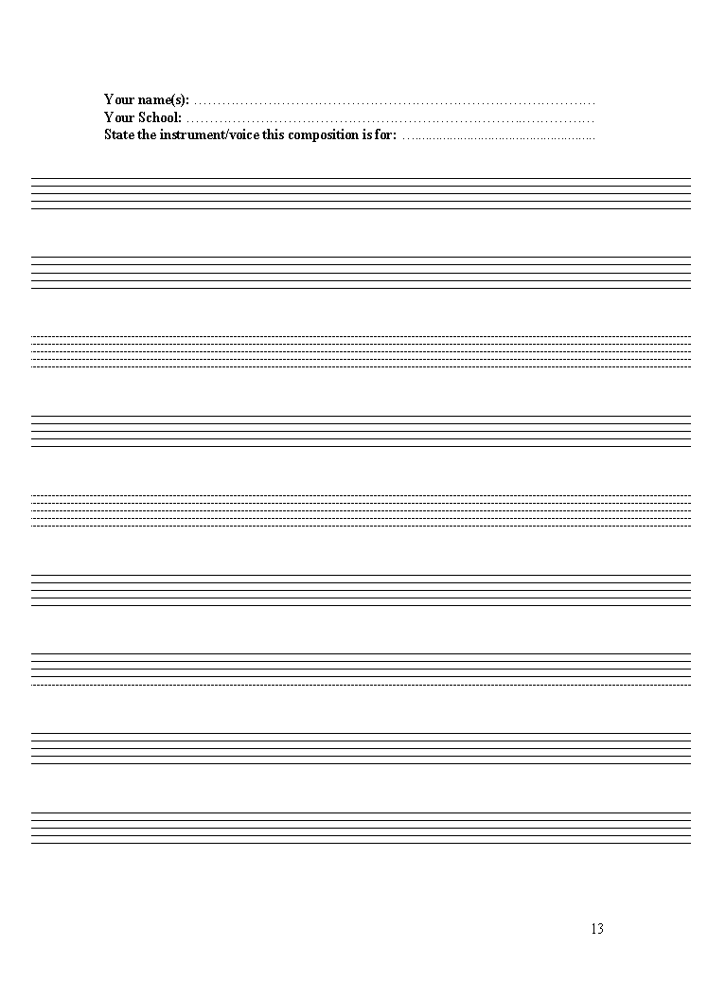 Your name(s): ………………………………………………………………………
Your School: ………………………………………………………………………
State the instrument/voice this composition is for: …....................................................
13